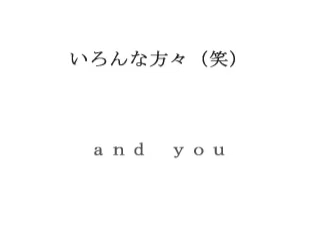 いろんな方々（笑）
ａｎｄ　ｙｏｕ